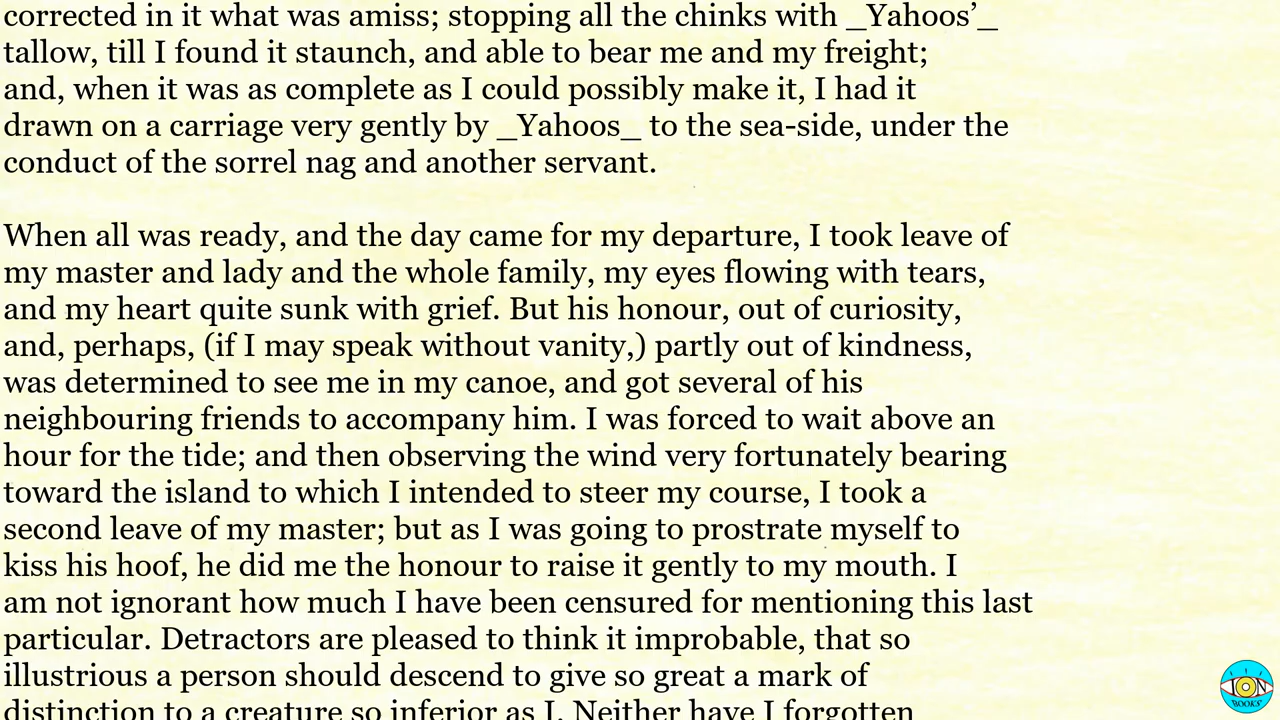 corrected in it what was amiss; stopping all the chinks with _Yahoos’_
tallow, till I found it staunch, and able to bear me and my freight;
and, when it was as complete as I could possibly make it, I had it
drawn on a carriage very gently by _Yahoos_ to the sea-side, under the
conduct of the sorrel nag and another servant.

When all was ready, and the day came for my departure, I took leave of
my master and lady and the whole family, my eyes flowing with tears,
and my heart quite sunk with grief. But his honour, out of curiosity,
and, perhaps, (if I may speak without vanity,) partly out of kindness,
was determined to see me in my canoe, and got several of his
neighbouring friends to accompany him. I was forced to wait above an
hour for the tide; and then observing the wind very fortunately bearing
toward the island to which I intended to steer my course, I took a
second leave of my master; but as I was going to prostrate myself to
kiss his hoof, he did me the honour to raise it gently to my mouth. I
am not ignorant how much I have been censured for mentioning this last
particular. Detractors are pleased to think it improbable, that so
illustrious a person should descend to give so great a mark of
distinction to a creature so inferior as I. Neither have I forgotten
ION
BOOKS